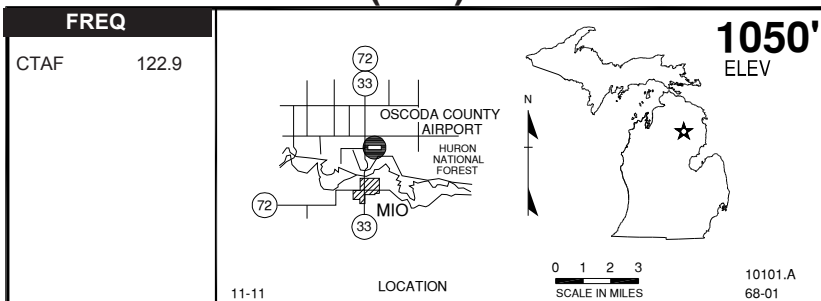 FREQ
CTAF 122.9
72
33
OSCODA COUNTY
AIRPORT
HURON
NATIONAL
FOREST
72
MIO
33
11-11
LOCATION
N
1050'
ELEV
0 1 2 3
SCALE IN MILES
10101.A
68-01